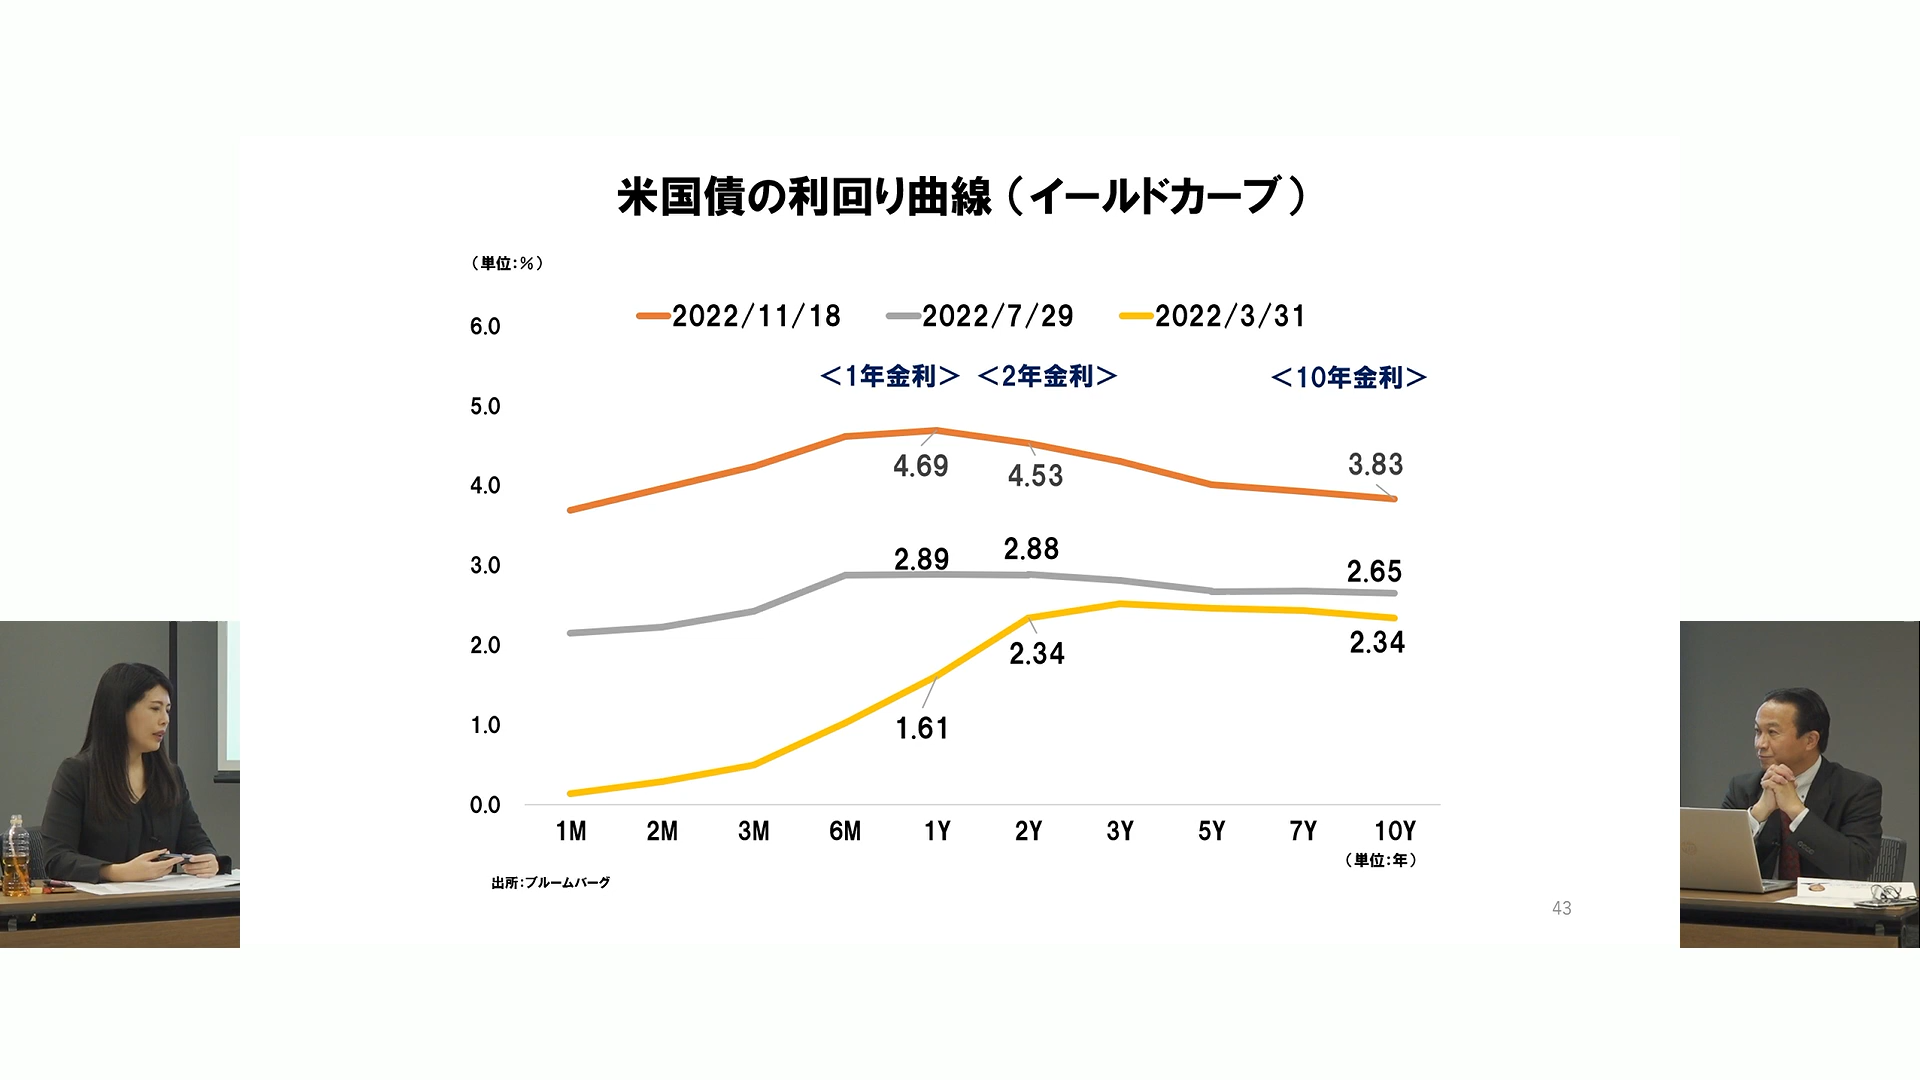 米国債の利回り曲線（イールドカーブ）
（単位：％）
2022/11/18 2022/7/29 2022/3/31
6.0
＜1年金利＞ ＜2年金利＞ ＜10年金利＞
5.0
4.69 4.53 3.83
4.0
2.89 2.88 2.65
3.0
2.34 2.34
2.0
1.61
1.0
0.0
1M 2M 3M 6M 1Y 2Y 3Y 5Y 7Y 10Y
（単位：年）
出所：ブルームバーグ
43